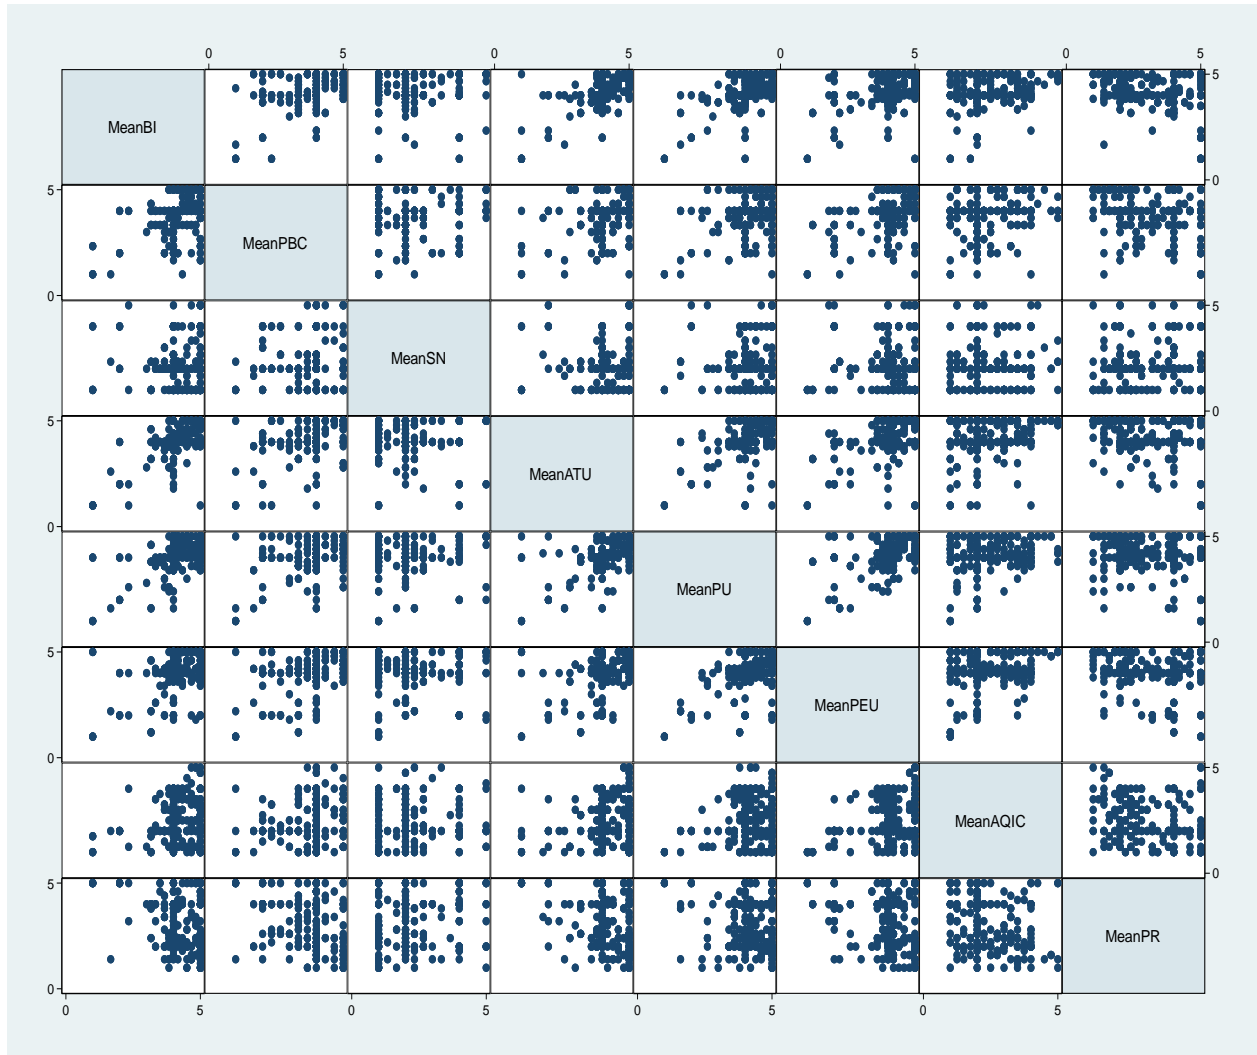 0 5 0 5 0 5 0 5
MeanBI 5
0
5 MeanPBC
0
MeanSN 5
0
5 MeanATU
0
MeanPU 5
0
5 MeanPEU
0
MeanAQIC 5
0
5 MeanPR
0
0 5 0 5 0 5 0 5